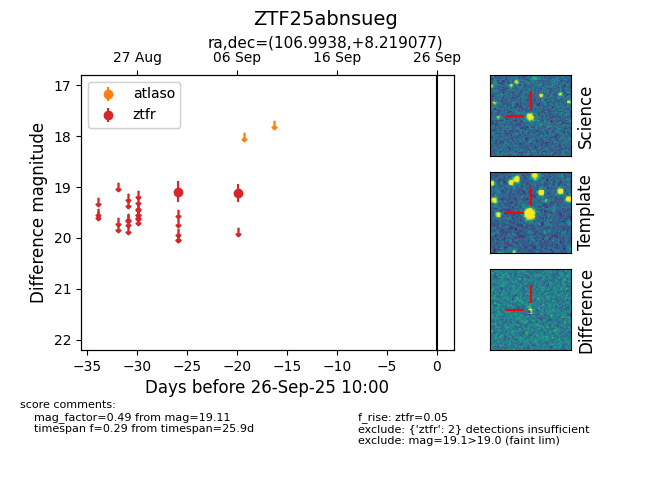 ZTF25abnsueg
ra,dec=(106.9938,+8.219077)
27 Aug
06 Sep
16 Sep
26 Sep
atlaso
ztfr
17
18
19
20
21
22
Difference magnitude
−35
−30
−25
−20
−15
−10
−5
0
Days before 26-Sep-25 10:00
Science
Template
Difference
score comments:
mag_factor=0.49 from mag=19.11
timespan f=0.29 from timespan=25.9d
f_rise: ztfr=0.05
exclude: {'ztfr': 2} detections insufficient
exclude: mag=19.1>19.0 (faint lim)